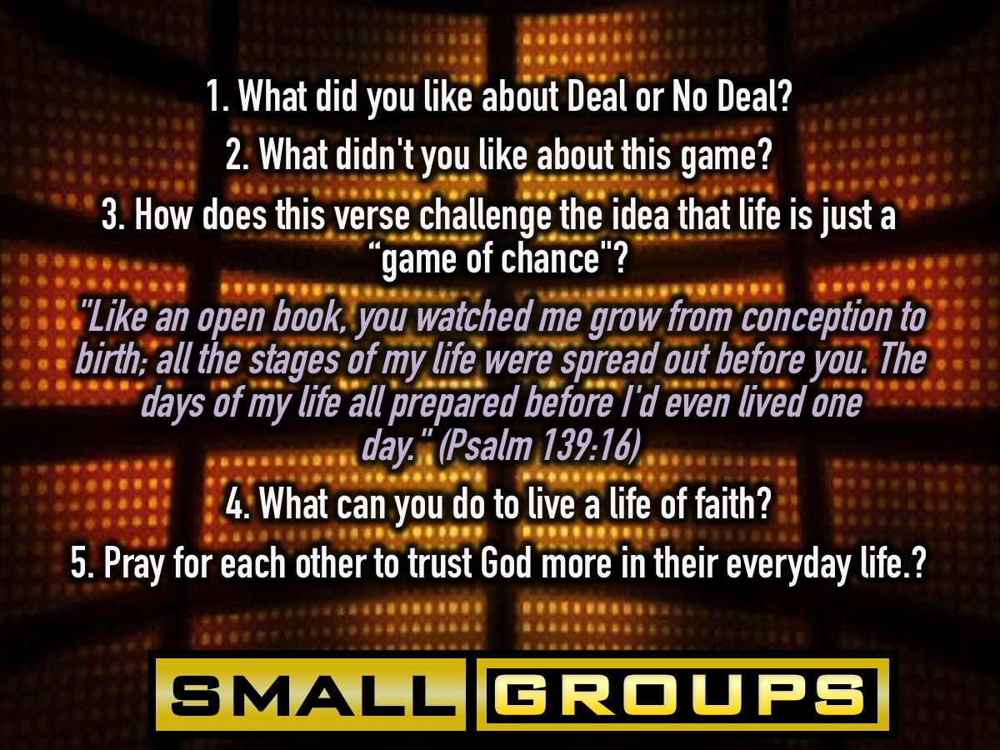 1. What did you like about Deal or No Deal?
2. What didn't you like about this game?
3. How does this verse challenge the idea that life is just a
“game of chance"?
"Like an open book, you watched me grow from conception to
birth; all the stages of my life were spread out before you. The
days of my life all prepared before I'd even lived one
day." (Psalm 139:16)
4. What can you do to live a life of faith?
5. Pray for each other to trust God more in their everyday life.?
SMALL GROUPS